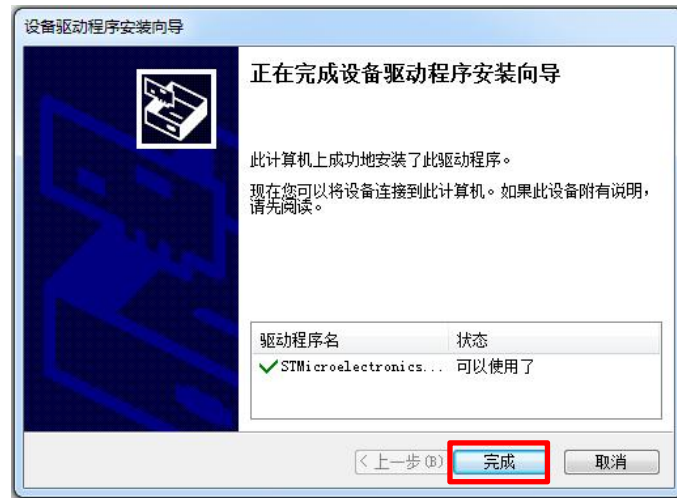 设备驱动程序安装向导
正在完成设备驱动程序安装向导
此计算机上成功地安装了此驱动程序。
现在您可以将设备连接到此计算机。如果此设备附有说明，
请先阅读。
驱动程序名 状态
STMicroelectronics... 可以使用了
<上一步(B) 完成 取消